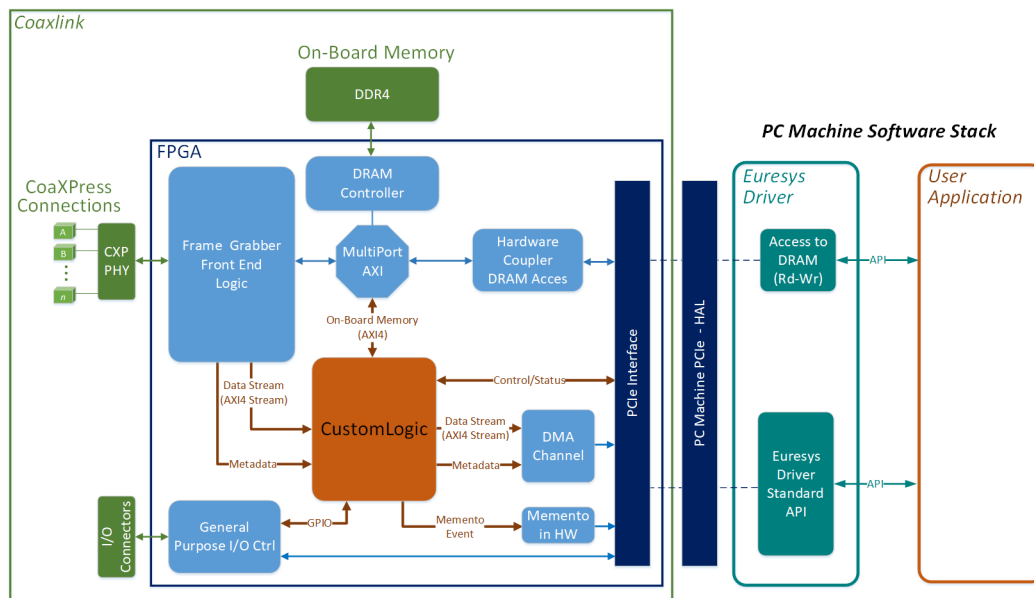 Coaxlink
On-Board Memory
DDR4
PC Machine Software Stack
FPGA
DRAM
Controller
Euresys
Driver
User
Application
CoaXPress
Connections
A
B
n
CXP
PHY
Frame Grabber
Front End
Logic
MultiPort
AXI
Hardware
Coupler
DRAM Acces
Access to
DRAM
(Rd-Wr)
API
On-Board Memory
(AXI4)
PCIe Interface
PC Machine PCIe - HAL
Data Stream
(AXI4 Stream)
Metadata
CustomLogic
Control/Status
Data Stream
(AXI4 Stream)
Metadata
DMA
Channel
Euresys
Driver
Standard
API
API
I/O
Connectors
General
Purpose I/O Ctrl
GPIO
Memento
Event
Memento
in HW